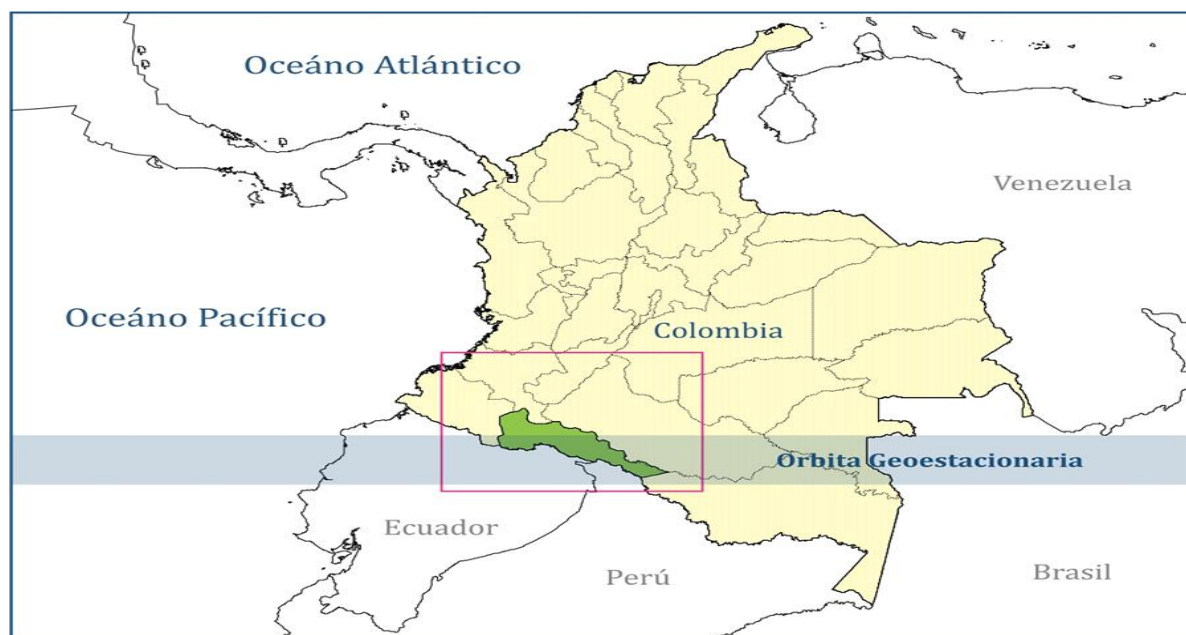 Oceáno Atlántico
Venezuela
Oceáno Pacífico
Colombia
Orbita Geoestacionaria
Ecuador
Perú
Brasil